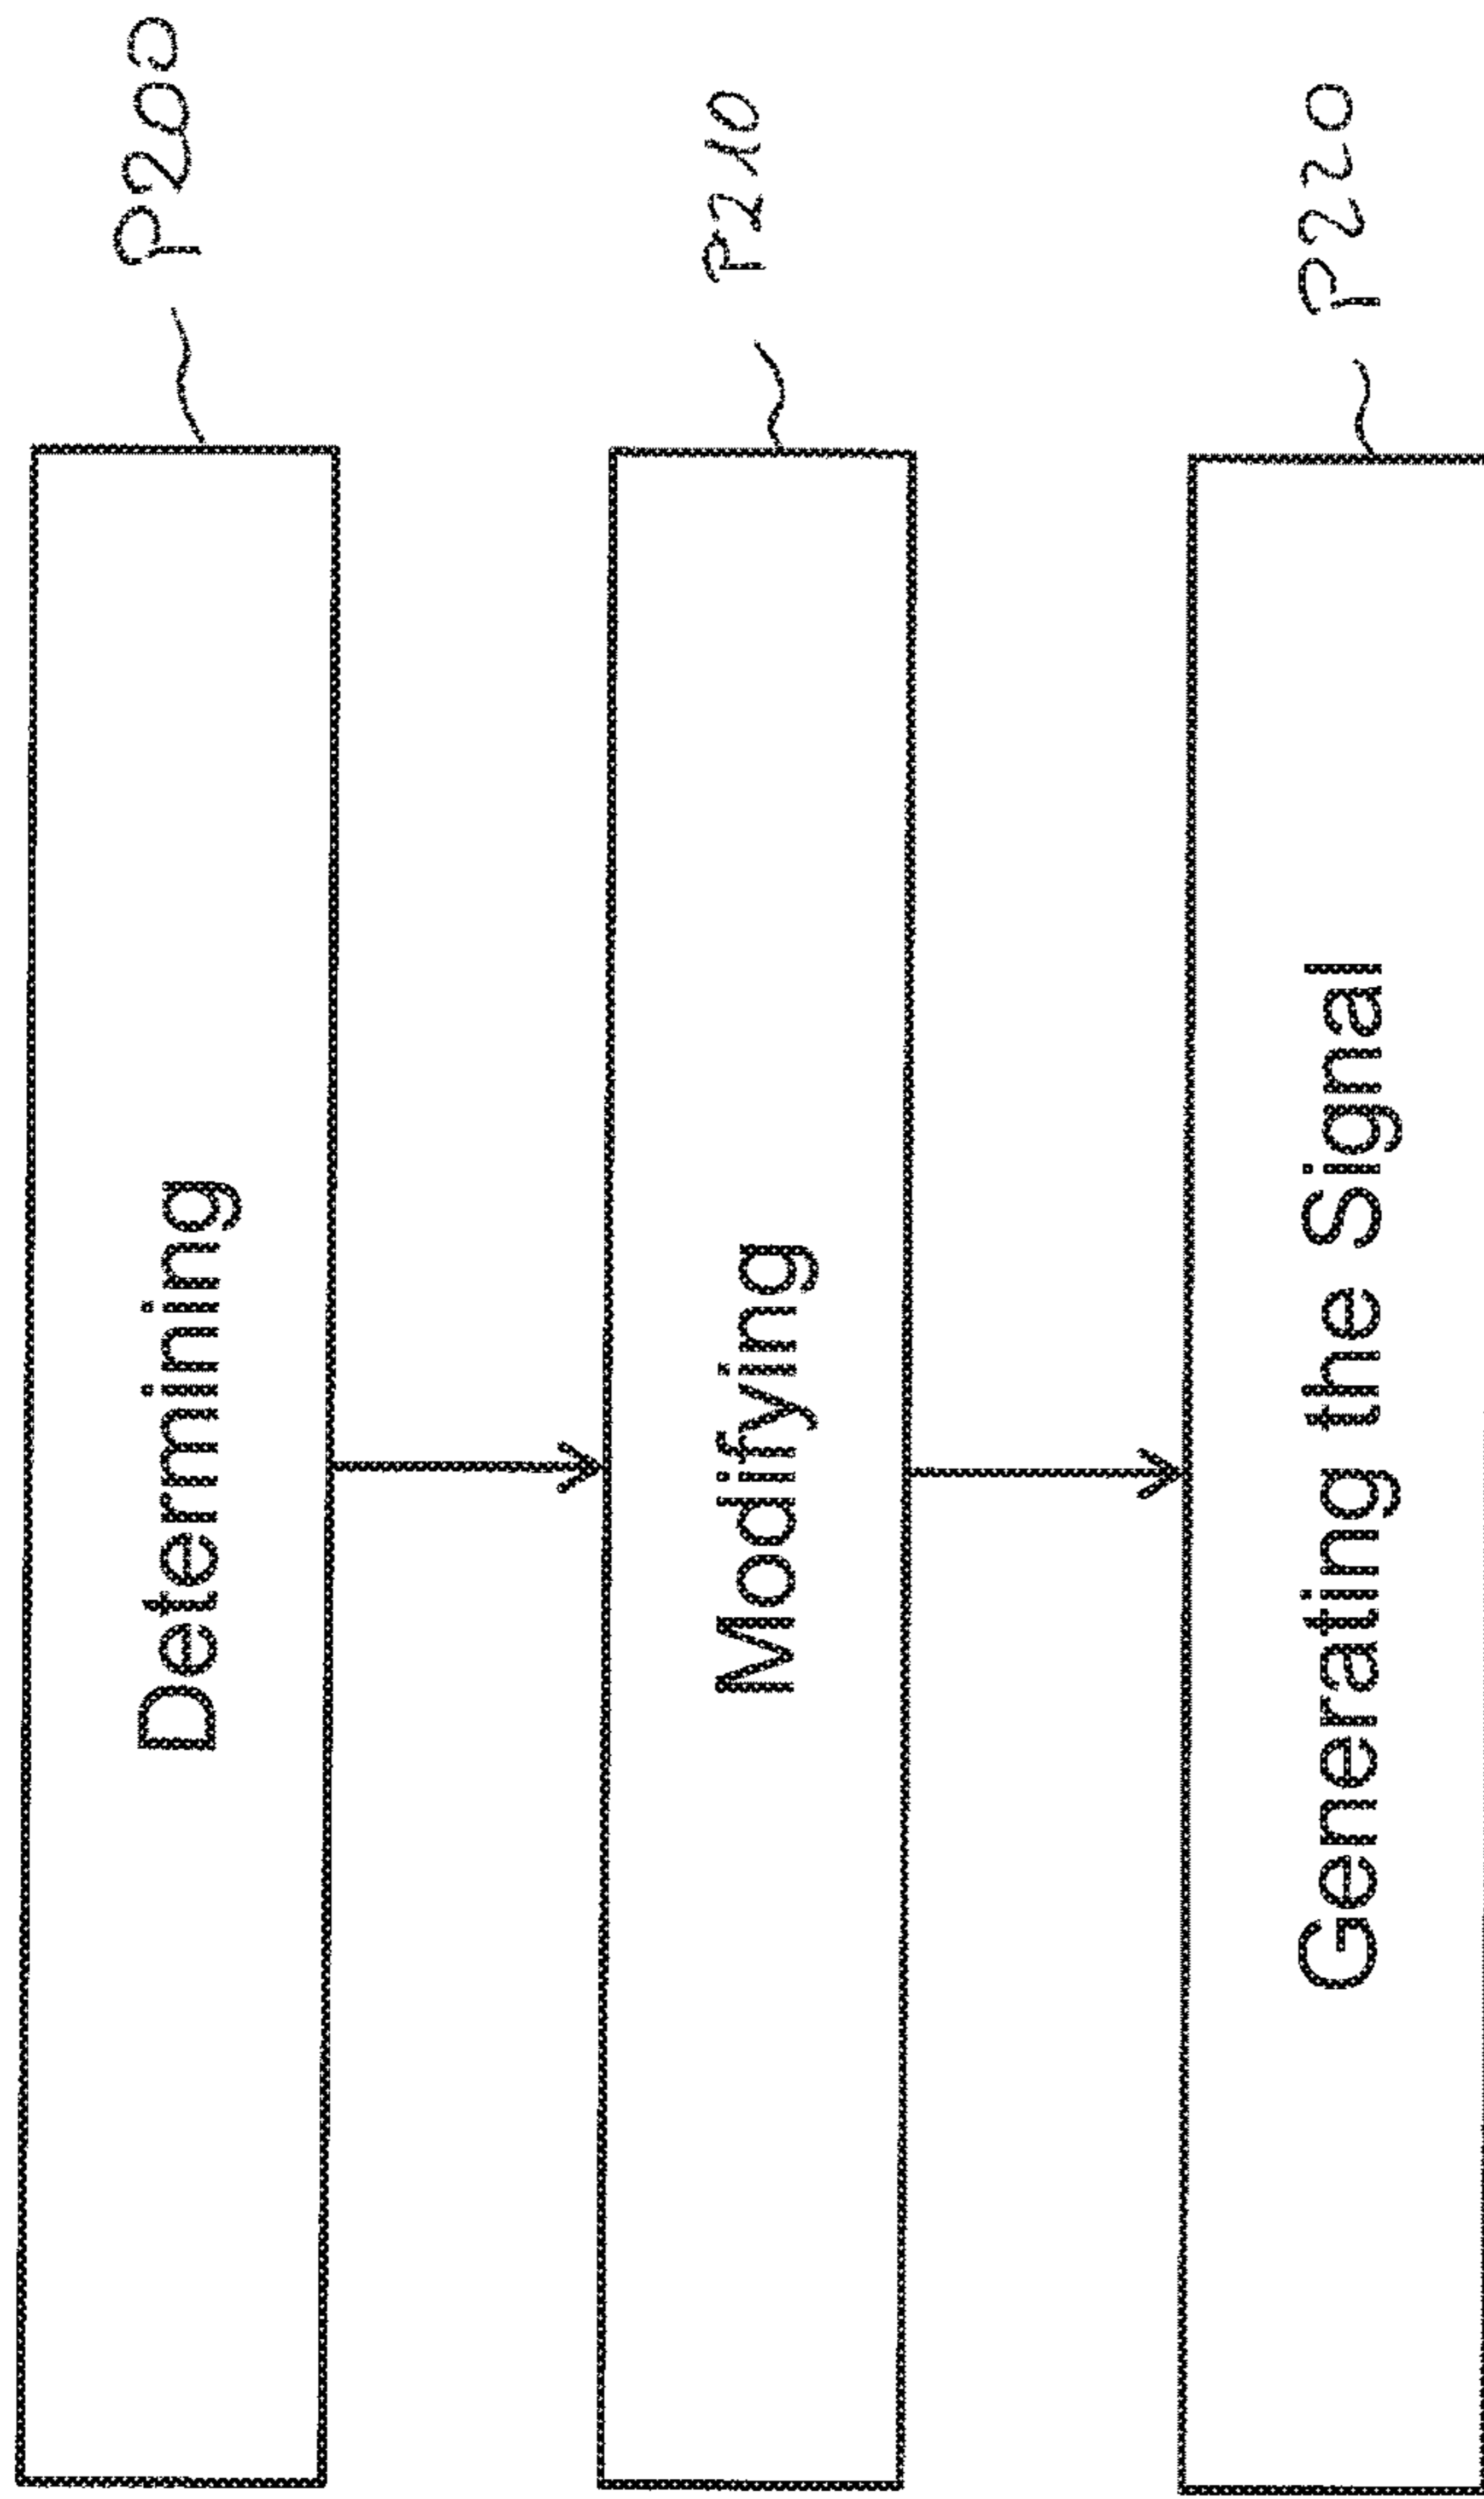 Determining
P200
Modifying
P210
Generating the Signal
P220